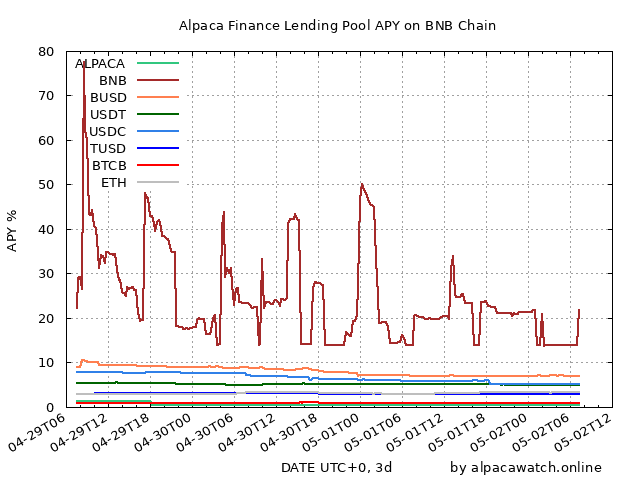 Alpaca Finance Lending Pool APY on BNB Chain
80
70
60
50
40
30
20
10
0
APY %
ALPACA
BNB
BUSD
USDT
USDC
TUSD
BTCB
ETH
04-29T06
04-29T12
04-29T18
04-30T00
04-30T06
04-30T12
04-30T18
05-01T00
05-01T06
05-01T12
05-01T18
05-02T00
05-02T06
05-02T12
DATE UTC+0, 3d
by alpacawatch.online